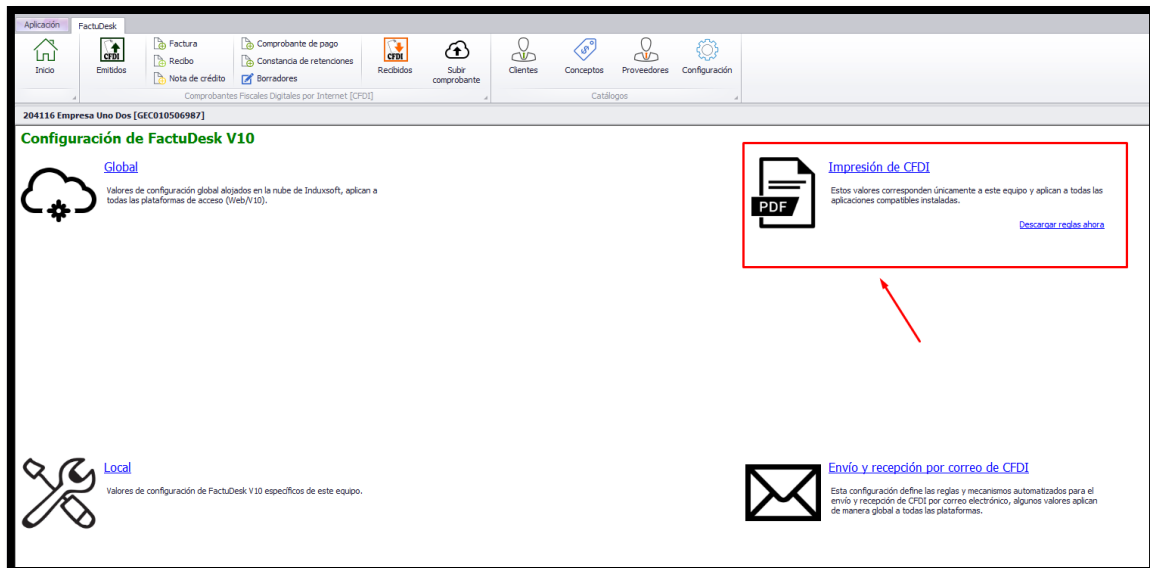 Aplicación
FactuDesk
Inicio
CFDI
Emitidos
Factura
Recibo
Nota de crédito
Comprobante de pago
Constancia de retenciones
Borradores
CFDI
Recibidos
Subir
comprobante
Comprobantes Fiscales Digitales por Internet [CFDI]
Clientes
Conceptos
Proveedores
Configuración
Catálogos
204116 Empresa Uno Dos [GEC010506987]
Configuración de FactuDesk V10
Global
Valores de configuración global alojados en la nube de Induxsoft, aplican a
todas las plataformas de acceso (Web/V10).
PDF
Impresión de CFDI
Estos valores corresponden únicamente a este equipo y aplican a todas las
aplicaciones compatibles instaladas.
Descargar reglas ahora
Local
Valores de configuración de FactuDesk V10 específicos de este equipo.
Envío y recepción por correo de CFDI
Esta configuración define las reglas y mecanismos automatizados para el
envío y recepción de CFDI por correo electrónico, algunos valores aplican
de manera global a todas las plataformas.